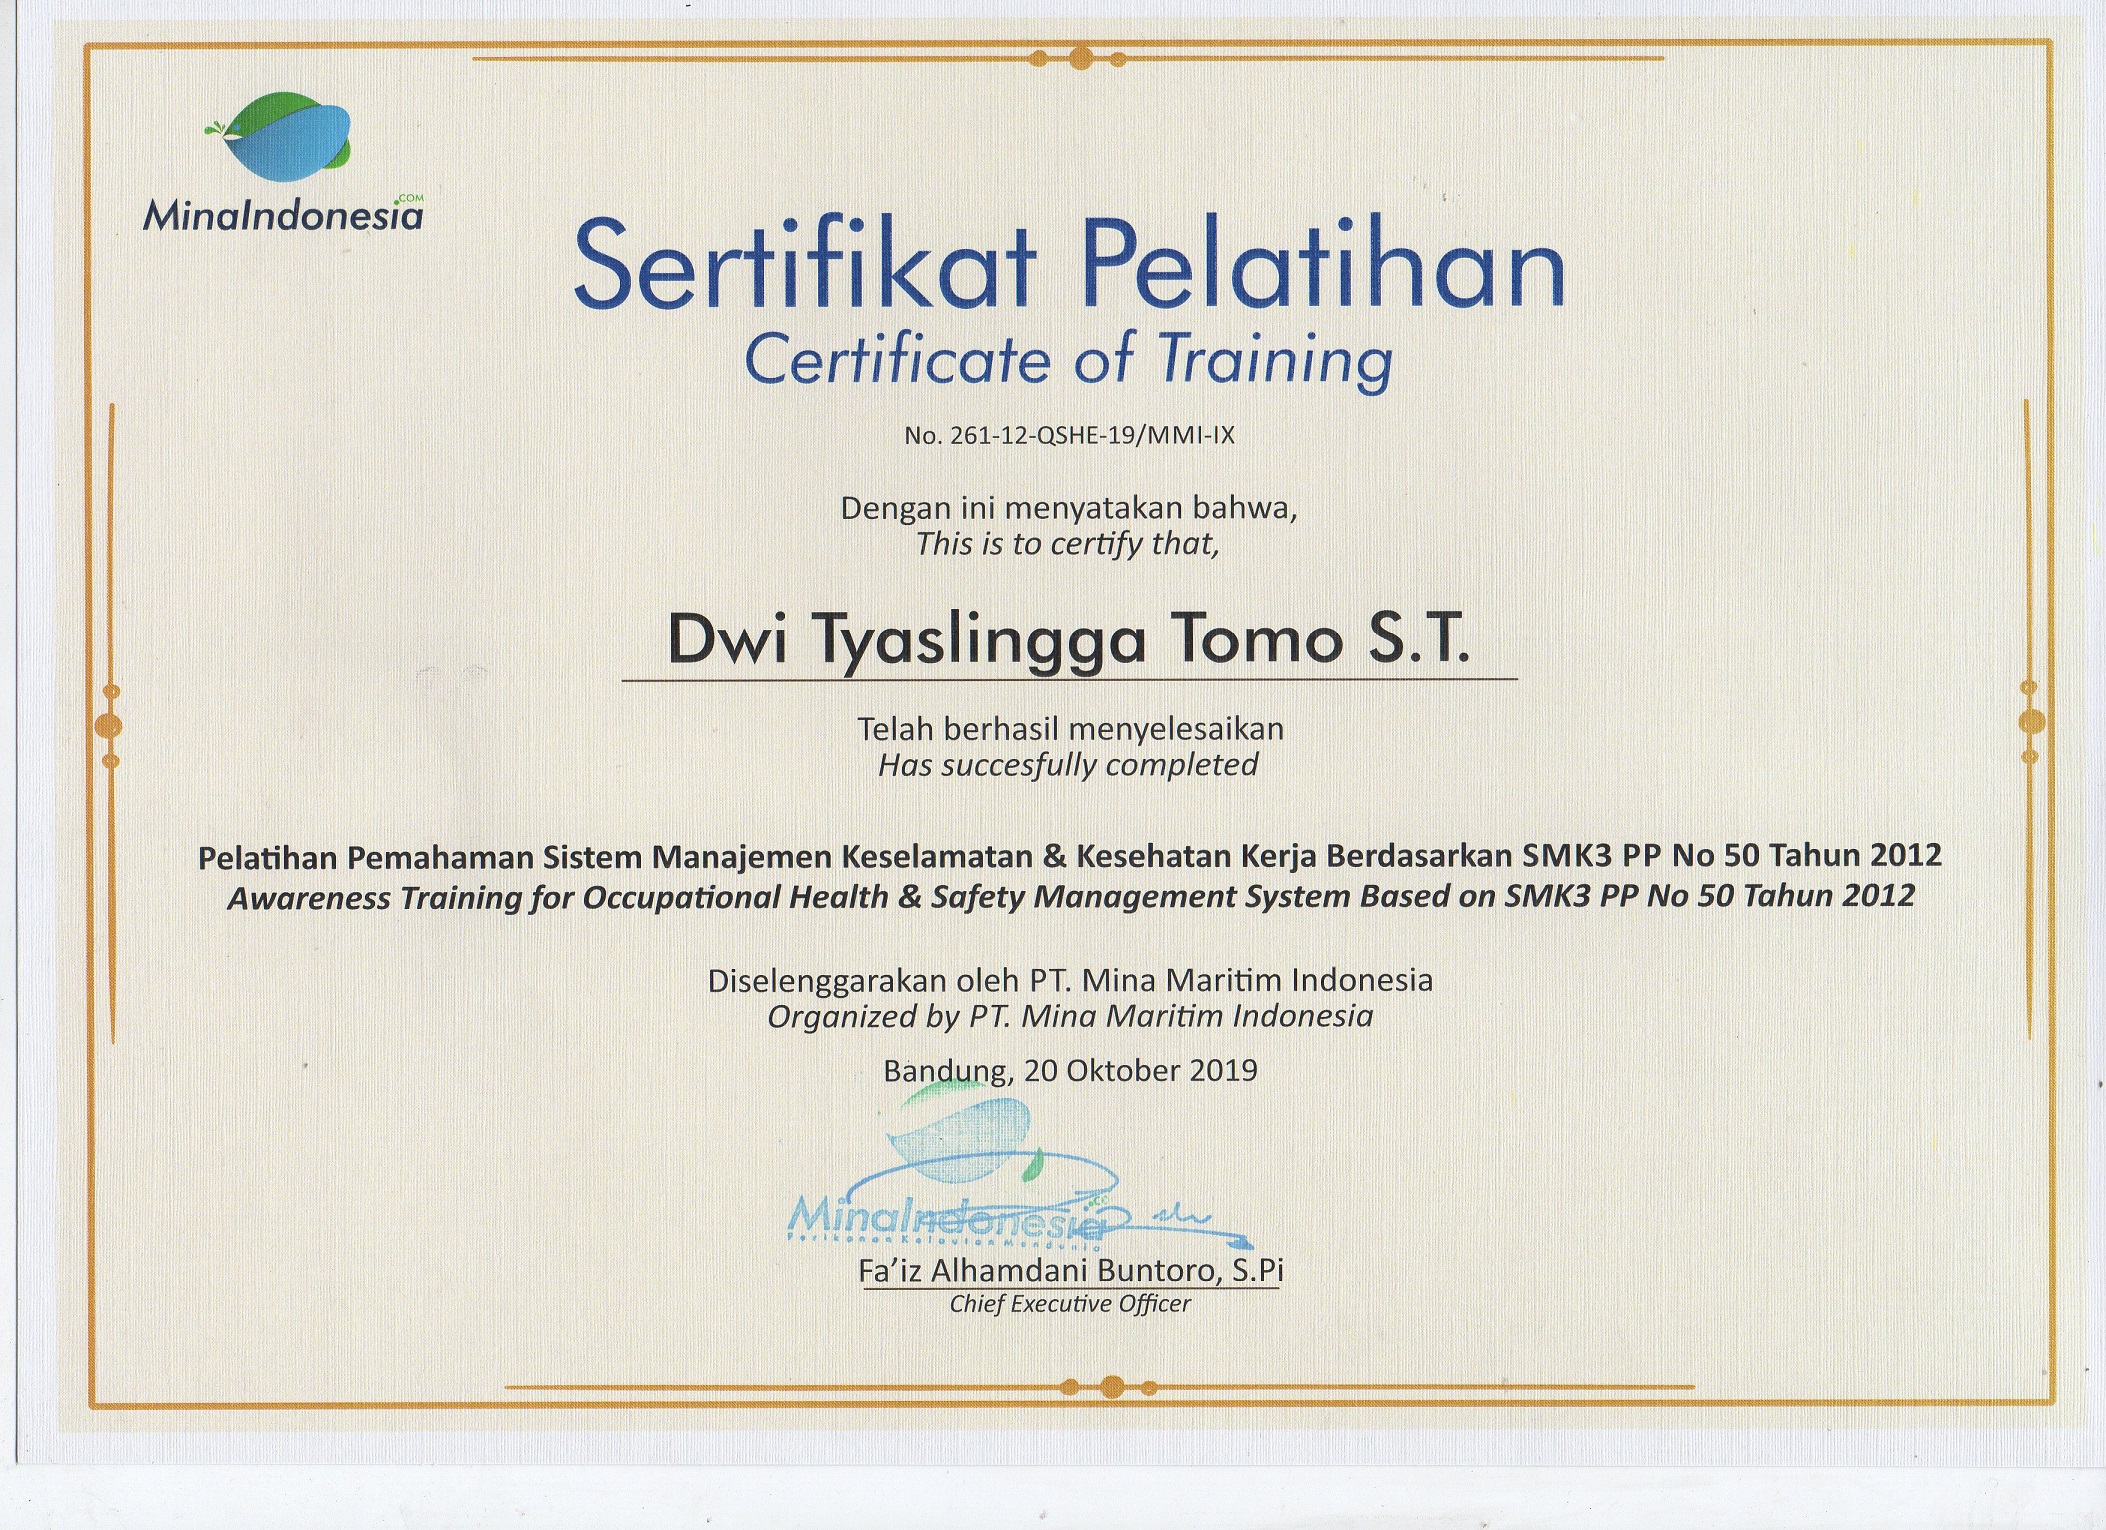 MinaIndonesia.COM
Sertifikat Pelatihan
Certificate of Training
No. 261-12-QSHE-19/MMI-IX
Dengan ini menyatakan bahwa,
This is to certify that,
Dwi Tyaslingga Tomo S.T.
Telah berhasil menyelesaikan
Has succesfully completed
Pelatihan Pemahaman Sistem Manajemen Keselamatan & Kesehatan Kerja Berdasarkan SMK3 PP No 50 Tahun 2012
Awareness Training for Occupational Health & Safety Management System Based on SMK3 PP No 50 Tahun 2012
Diselenggarakan oleh PT. Mina Maritim Indonesia
Organized by PT. Mina Maritim Indonesia
Bandung, 20 Oktober 2019
MinaIndonesia
Perikanan Kelautan Mendunia
Fa’iz Alhamdani Buntoro, S.Pi
Chief Executive Officer